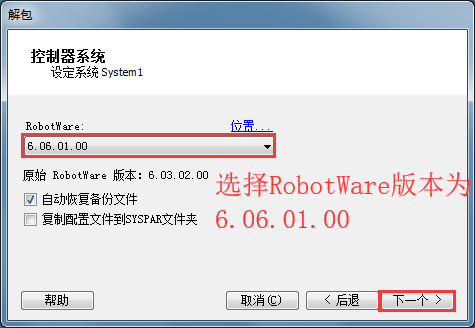 解包
控制器系统
设定系统 System1
RobotWare:
位置...
6.06.01.00
原始 RobotWare 版本: 6.03.02.00
自动恢复备份文件
复制配置文件到SYSPAR文件夹
选择RobotWare版本为
6.06.01.00
帮助
取消(C)
< 后退
下一个 >